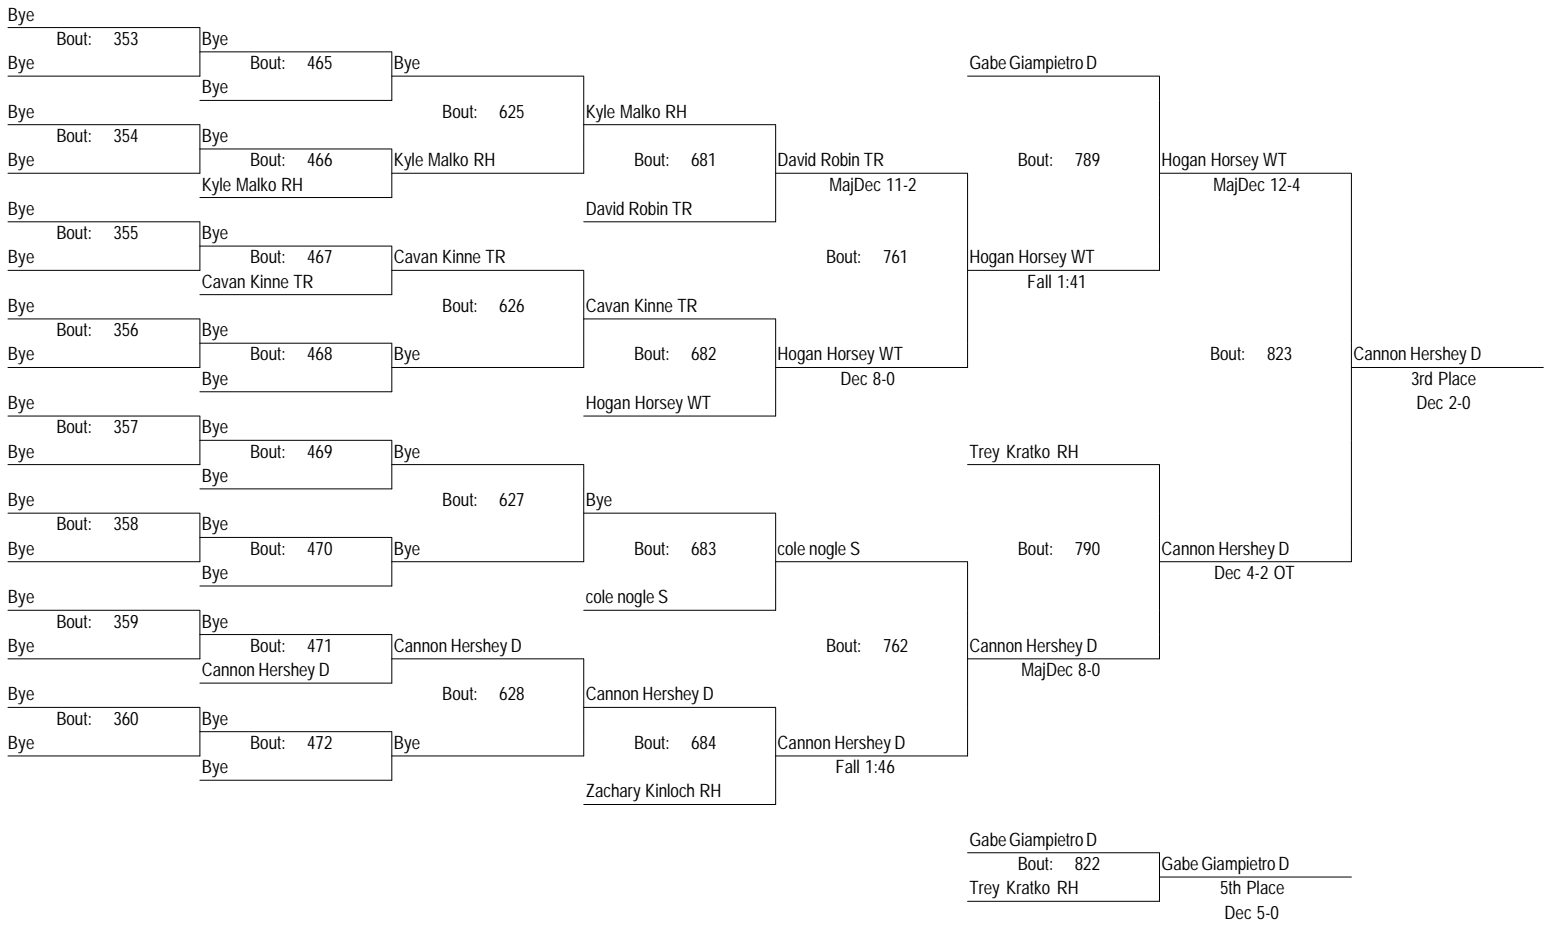 Bye
Bout: 353 Bye
Bye Bout: 465 Bye Gabe Giampietro D
Bye
Bye Bout: 625 Kyle Malko RH
Bout: 354 Bye
Bye Bout: 466 Kyle Malko RH Bout: 681 David Robin TR Bout: 789 Hogan Horsey WT
Kyle Malko RH MajDec 11-2 MajDec 12-4
Bye David Robin TR
Bout: 355 Bye
Bye Bout: 467 Cavan Kinne TR Bout: 761 Hogan Horsey WT
Cavan Kinne TR Fall 1:41
Bye Bout: 626 Cavan Kinne TR
Bout: 356 Bye
Bye Bout: 468 Bye Bout: 682 Hogan Horsey WT Bout: 823 Cannon Hershey D
Bye Dec 8-0 3rd Place
Bye Hogan Horsey WT Dec 2-0
Bout: 357 Bye
Bye Bout: 469 Bye Trey Kratko RH
Bye
Bye Bout: 627 Bye
Bout: 358 Bye
Bye Bout: 470 Bye Bout: 683 cole nogle S Bout: 790 Cannon Hershey D
Bye Dec 4-2 OT
Bye cole nogle S
Bout: 359 Bye
Bye Bout: 471 Cannon Hershey D Bout: 762 Cannon Hershey D
Cannon Hershey D MajDec 8-0
Bye Bout: 628 Cannon Hershey D
Bout: 360 Bye
Bye Bout: 472 Bye Bout: 684 Cannon Hershey D
Bye Fall 1:46
Zachary Kinloch RH
Gabe Giampietro D
Bout: 822 Gabe Giampietro D
Trey Kratko RH 5th Place
Dec 5-0